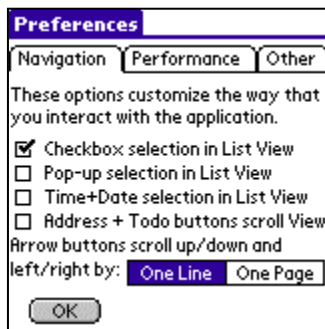 Preferences
Navigation Performance Other
These options customize the way that
you interact with the application.
Checkbox selection in List View
Pop-up selection in List View
Time+Date selection in List View
Address + Todo buttons scroll View
Arrow buttons scroll up/down and
left/right by: One Line One Page
OK